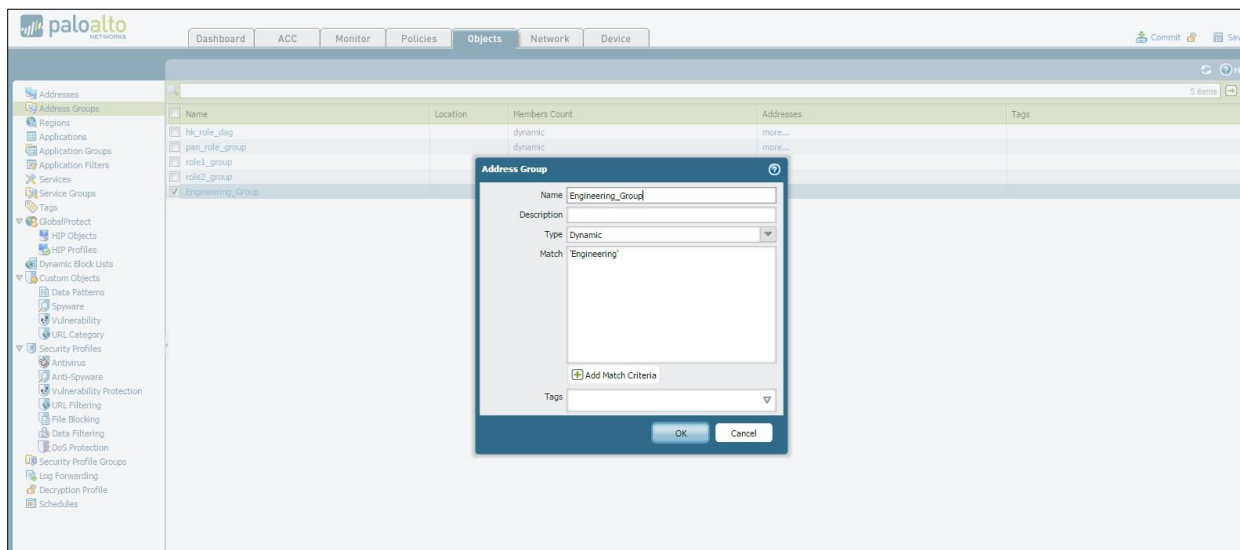 paloalto
NETWORKS
Dashboard ACC Monitor Policies Objects Network Device
Commit
5 items
Addresses
Address Groups
Regions
Applications
Application Groups
Application Filters
Services
Service Groups
Tags
GlobalProtect
HIP Objects
HIP Profiles
Dynamic Block Lists
Custom Objects
Data Patterns
Spyware
Vulnerability
URL Category
Security Profiles
Antivirus
Anti-Spyware
Vulnerability Protection
URL Filtering
File Blocking
Data Filtering
DoS Protection
Security Profile Groups
Log Forwarding
Decryption Profile
Schedules
Name Location Members Count Addresses Tags
hk_role_dag dynamic more...
pan_role_group dynamic more...
role1_group
role2_group
Engineering_Group
Address Group
Name Engineering_Group
Description
Type Dynamic
Match 'Engineering'
Add Match Criteria
Tags
OK Cancel